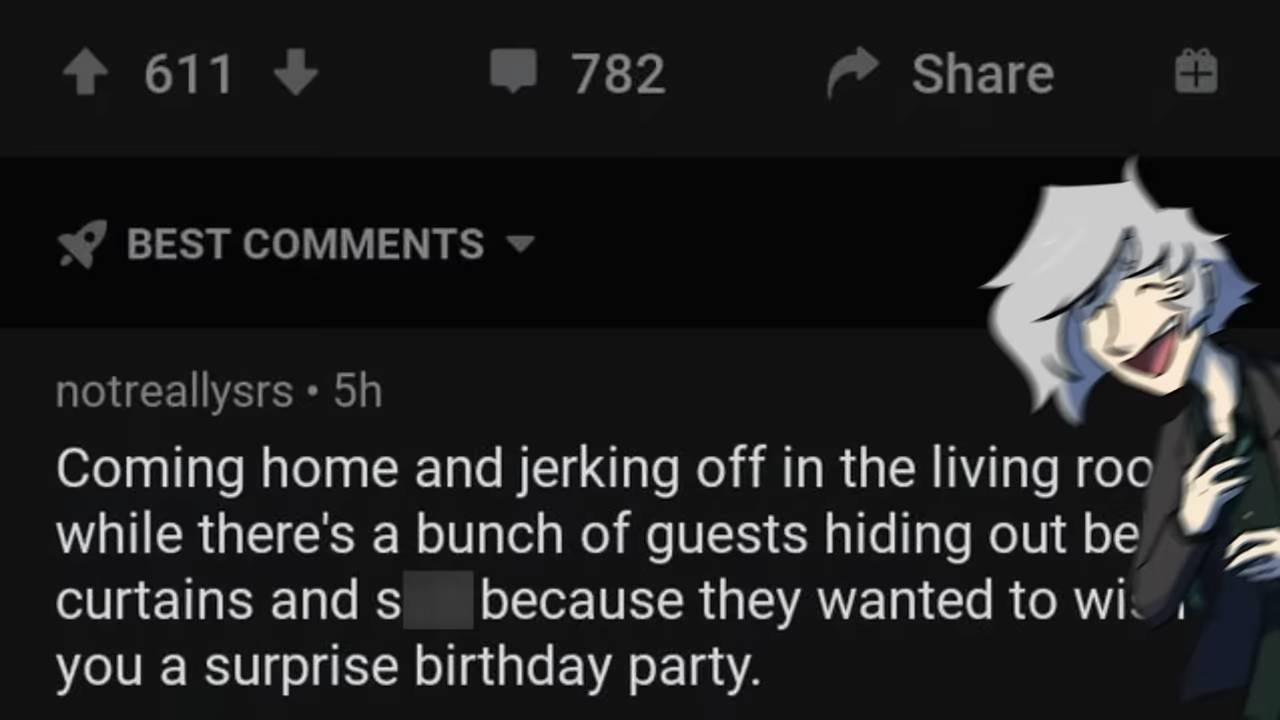 611 782 Share
BEST COMMENTS
notreallysrs • 5h
Coming home and jerking off in the living roo
while there's a bunch of guests hiding out be
curtains and s because they wanted to wish
you a surprise birthday party.